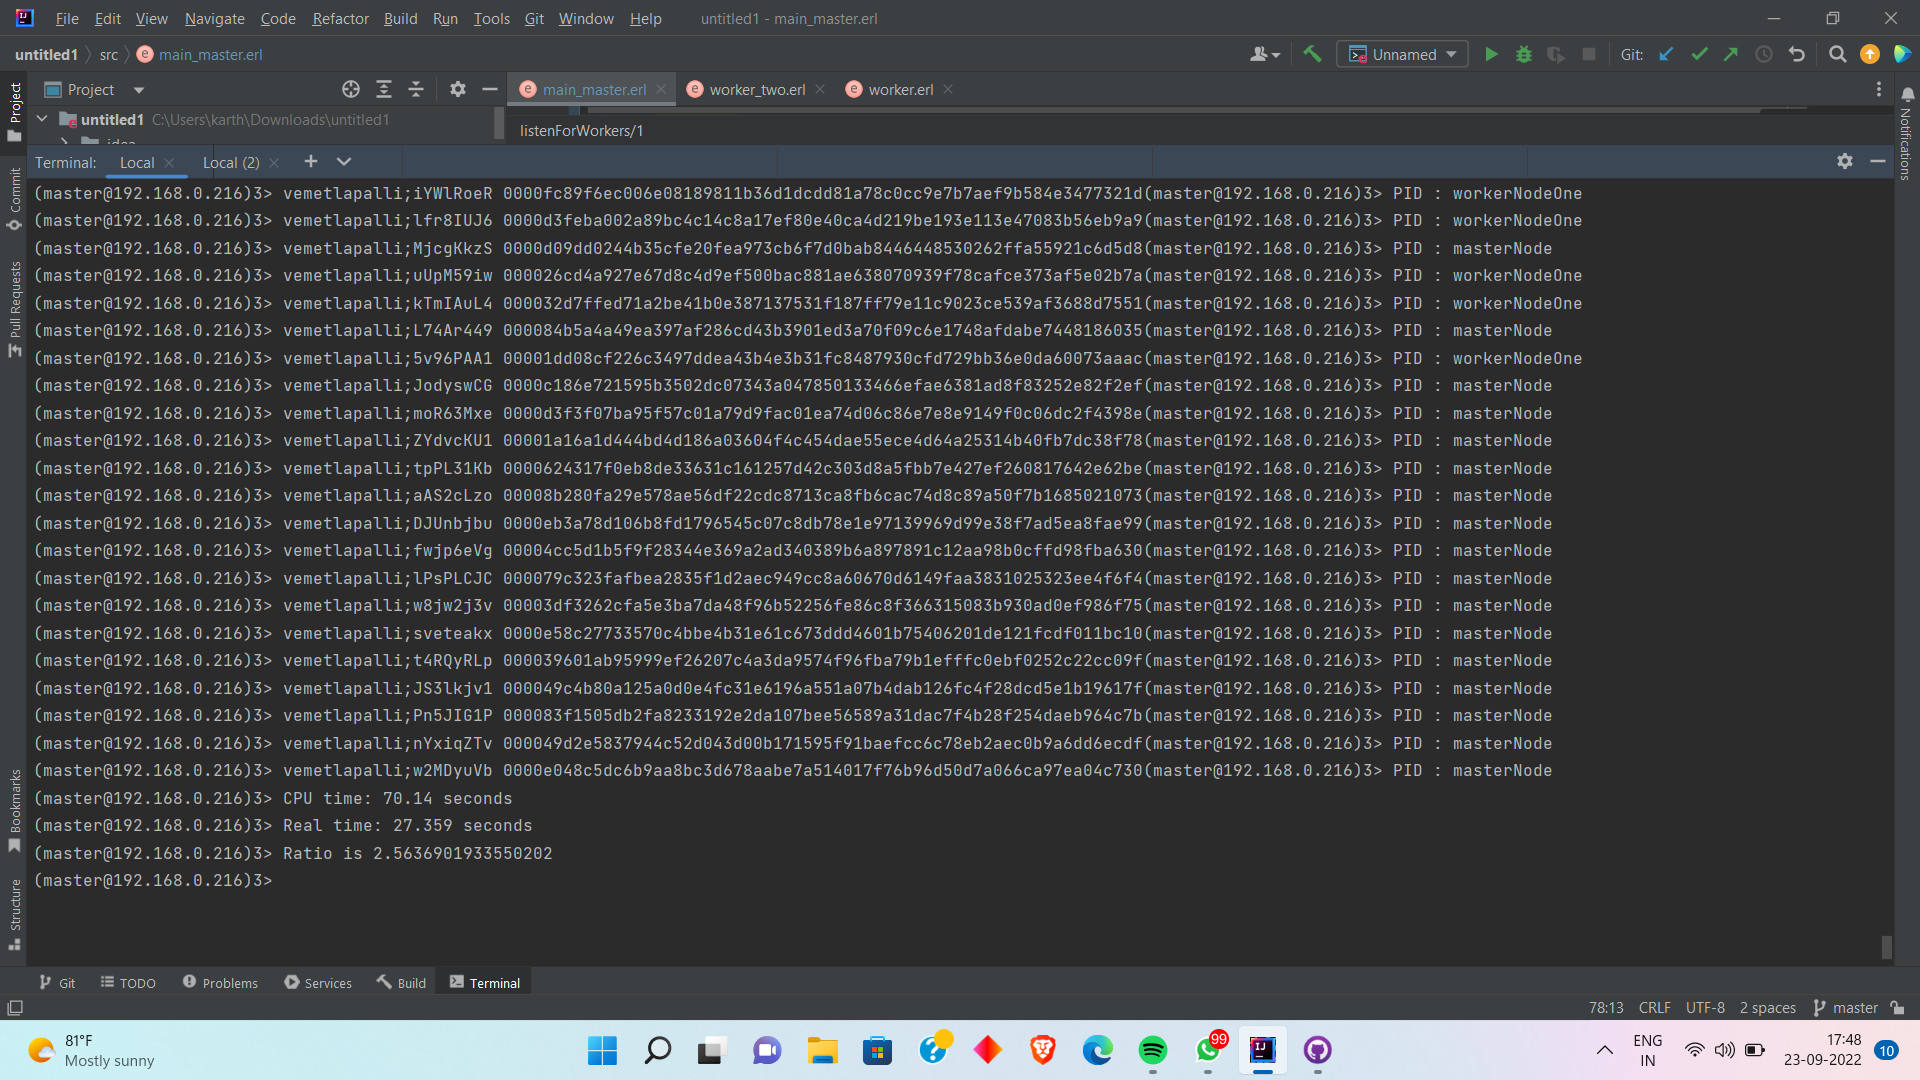 File Edit View Navigate Code Refactor Build Run Tools Git Window Help untitled1 - main_master.erl
untitled1 src main_master.erl Unnamed Git:
Project main_master.erl worker_two.erl worker.erl
untitled1 C:\Users\karth\Downloads\untitled1 listenForWorkers/1
Terminal: Local Local (2)
(master@192.168.0.216)3> vemetlapalli;iYWlRoeR 0000fc89f6ec006e08189811b36d1dcdd81a78c0cc9e7b7aef9b584e3477321d(master@192.168.0.216)3> PID : workerNodeOne
(master@192.168.0.216)3> vemetlapalli;lfr8IUJ6 0000d3feba002a89bc4c14c8a17ef80e40ca4d219be193e113e47083b56eb9a9(master@192.168.0.216)3> PID : workerNodeOne
(master@192.168.0.216)3> vemetlapalli;MjcgKkzS 0000d09dd0244b35cfe20fea973cb6f7d0bab8446448530262ffa55921c6d5d8(master@192.168.0.216)3> PID : masterNode
(master@192.168.0.216)3> vemetlapalli;uUpM59iw 000026cd4a927e67d8c4d9ef500bac881ae638070939f78cafce373af5e02b7a(master@192.168.0.216)3> PID : workerNodeOne
(master@192.168.0.216)3> vemetlapalli;kTmIAuL4 000032d7ffed71a2be41b0e387137531f187ff79e11c9023ce539af3688d7551(master@192.168.0.216)3> PID : workerNodeOne
(master@192.168.0.216)3> vemetlapalli;L74Ar449 000084b5a4a49ea397af286cd43b3901ed3a70f09c6e1748afdabe7448186035(master@192.168.0.216)3> PID : masterNode
(master@192.168.0.216)3> vemetlapalli;5v96PAA1 00001dd08cf226c3497ddea43b4e3b31fc8487930cfd729bb36e0da60073aaac(master@192.168.0.216)3> PID : workerNodeOne
(master@192.168.0.216)3> vemetlapalli;JodyswCG 0000c186e721595b3502dc07343a047850133466efae6381ad8f83252e82f2ef(master@192.168.0.216)3> PID : masterNode
(master@192.168.0.216)3> vemetlapalli;moR63Mxe 0000d3f3f07ba95f57c01a79d9fac01ea74d06c86e7e8e9149f0c06dc2f4398e(master@192.168.0.216)3> PID : masterNode
(master@192.168.0.216)3> vemetlapalli;ZYdvcKU1 00001a16a1d444bd4d186a03604f4c454dae55ece4d64a25314b40fb7dc38f78(master@192.168.0.216)3> PID : masterNode
(master@192.168.0.216)3> vemetlapalli;tpPL31Kb 0000624317f0eb8de33631c161257d42c303d8a5fbb7e427ef260817642e62be(master@192.168.0.216)3> PID : masterNode
(master@192.168.0.216)3> vemetlapalli;aAS2cLzo 00008b280fa29e578ae56df22cdc8713ca8fb6cac74d8c89a50f7b1685021073(master@192.168.0.216)3> PID : masterNode
(master@192.168.0.216)3> vemetlapalli;DJUnbjbu 0000eb3a78d106b8fd1796545c07c8db78e1e97139969d99e38f7ad5ea8fae99(master@192.168.0.216)3> PID : masterNode
(master@192.168.0.216)3> vemetlapalli;fwjp6eVg 00004cc5d1b5f9f28344e369a2ad340389b6a897891c12aa98b0cffd98fba630(master@192.168.0.216)3> PID : masterNode
(master@192.168.0.216)3> vemetlapalli;lPsPLCJC 000079c323fafbea2835f1d2aec949cc8a60670d6149faa3831025323ee4f6f4(master@192.168.0.216)3> PID : masterNode
(master@192.168.0.216)3> vemetlapalli;w8jw2j3v 00003df3262cfa5e3ba7da48f96b52256fe86c8f366315083b930ad0ef986f75(master@192.168.0.216)3> PID : masterNode
(master@192.168.0.216)3> vemetlapalli;sveteakx 0000e58c27733570c4bbe4b31e61c673ddd4601b75406201de121fcdf011bc10(master@192.168.0.216)3> PID : masterNode
(master@192.168.0.216)3> vemetlapalli;t4RQyRLp 000039601ab95999ef26207c4a3da9574f96fba79b1efffc0ebf0252c22cc09f(master@192.168.0.216)3> PID : masterNode
(master@192.168.0.216)3> vemetlapalli;JS3lkjv1 000049c4b80a125a0d0e4fc31e6196a551a07b4dab126fc4f28dcd5e1b19617f(master@192.168.0.216)3> PID : masterNode
(master@192.168.0.216)3> vemetlapalli;Pn5JIG1P 000083f1505db2fa8233192e2da107bee56589a31dac7f4b28f254daeb964c7b(master@192.168.0.216)3> PID : masterNode
(master@192.168.0.216)3> vemetlapalli;nYxiqZTv 000049d2e5837944c52d043d00b171595f91baefcc6c78eb2aec0b9a6dd6ecdf(master@192.168.0.216)3> PID : masterNode
(master@192.168.0.216)3> vemetlapalli;w2MDyuVb 0000e048c5dc6b9aa8bc3d678aabe7a514017f76b96d50d7a066ca97ea04c730(master@192.168.0.216)3> PID : masterNode
(master@192.168.0.216)3> CPU time: 70.14 seconds
(master@192.168.0.216)3> Real time: 27.359 seconds
(master@192.168.0.216)3> Ratio is 2.5636901933550202
(master@192.168.0.216)3>
Project
Commit
Pull Requests
Bookmarks
Structure
Notifications
Git TODO Problems Services Build Terminal
78:13 CRLF UTF-8 2 spaces master
81°F
Mostly sunny
99
ENG
IN
17:48
23-09-2022
10